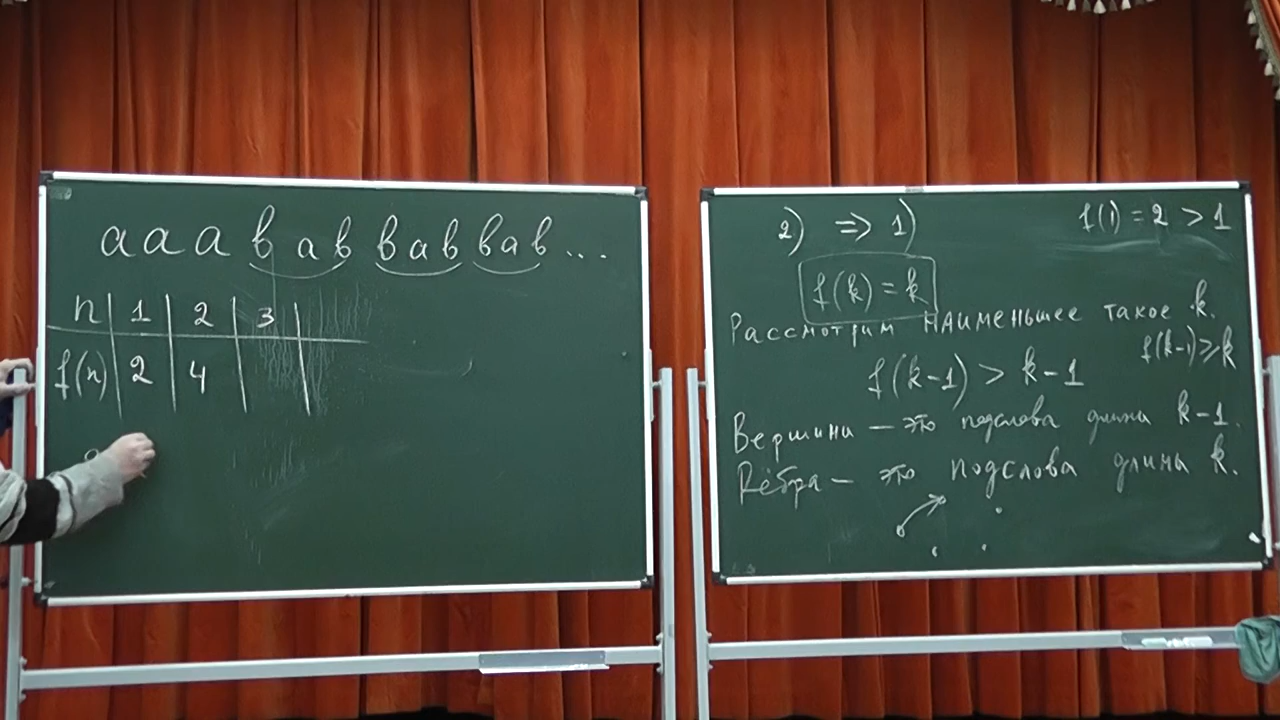 а а а в а в в а в в а в ...
n 1 2 3
f(n) 2 4
а
2) ⇒ 1)
f(1) = 2 > 1
f(k) = k
Рассмотрим наименьшее такое k.
f(k-1) ≥ k
f(k-1) > k-1
Вершины — это подслова длины k-1.
Рёбра — это подслова длины k.